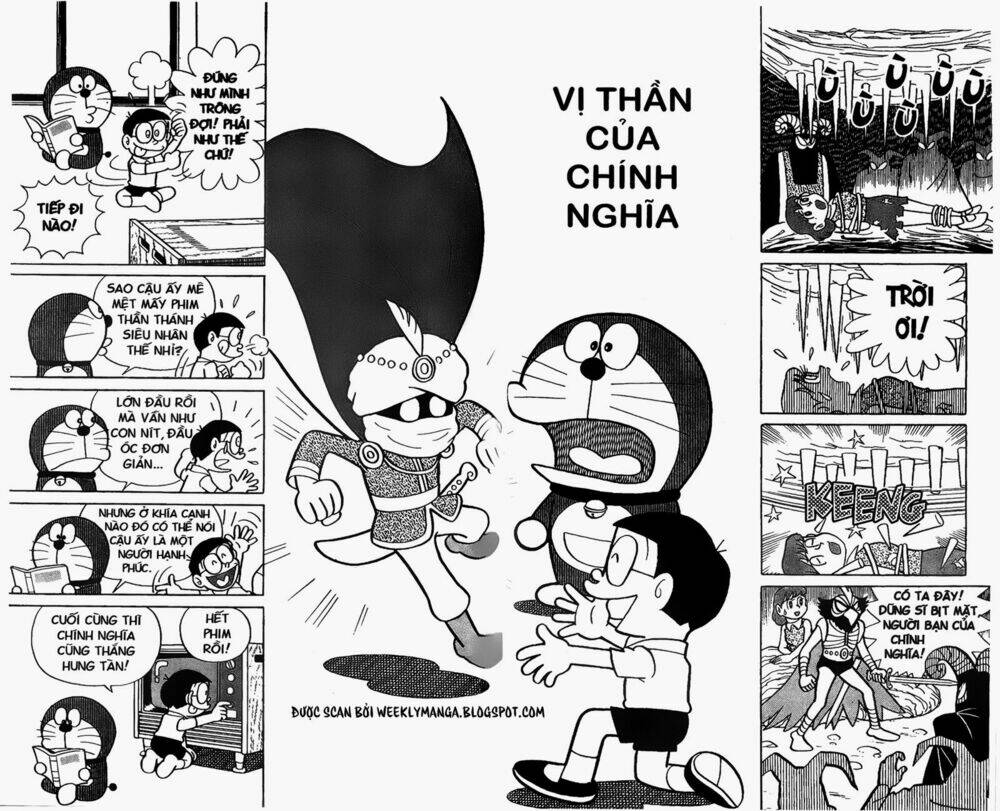 Ù Ù Ù Ù
Ù Ù
TRỜI
ƠI!
KEENG
CÓ TA ĐÂY!
DŨNG SĨ BỊT MẶT
NGƯỜI BẠN CỦA
CHÍNH
NGHĨA!
VỊ THẦN
CỦA
CHÍNH
NGHĨA
ĐƯỢC SCAN BỞI WEEKLYMANGA.BLOGSPOT.COM
ĐÚNG
NHƯ MÌNH
TRÔNG
ĐỢI! PHẢI
NHƯ THẾ
CHỨ!
TIẾP ĐI
NÀO!
SAO CẬU ẤY MÊ
MỆT MẤY PHIM
THẦN THÁNH
SIÊU NHÂN
THẾ NHỈ?
LỚN ĐẦU RỒI
MÀ VẪN NHƯ
CON NÍT, ĐẦU
ÓC ĐƠN
GIẢN...
NHƯNG Ở KHÍA CẠNH
NÀO ĐÓ CÓ THỂ NÓI
CẬU ẤY LÀ MỘT
NGƯỜI HẠNH
PHÚC.
HẾT
PHIM
RỒI!
CUỐI CÙNG THÌ
CHÍNH NGHĨA
CŨNG THẮNG
HUNG TÀN!